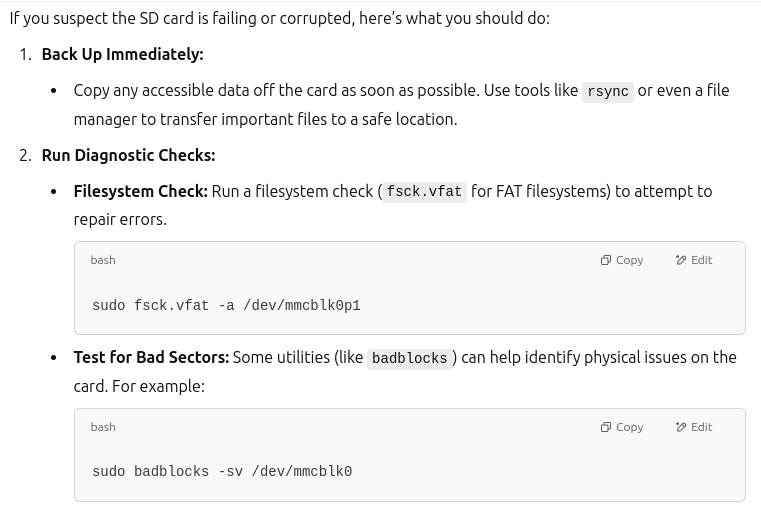 If you suspect the SD card is failing or corrupted, here's what you should do:
1. Back Up Immediately:
• Copy any accessible data off the card as soon as possible. Use tools like rsync or even a file
manager to transfer important files to a safe location.
2. Run Diagnostic Checks:
• Filesystem Check: Run a filesystem check ( fsck.vfat for FAT filesystems) to attempt to
repair errors.
bash Copy Edit
sudo fsck.vfat -a /dev/mmcblk0p1
• Test for Bad Sectors: Some utilities (like badblocks ) can help identify physical issues on the
card. For example:
bash Copy Edit
sudo badblocks -sv /dev/mmcblk0